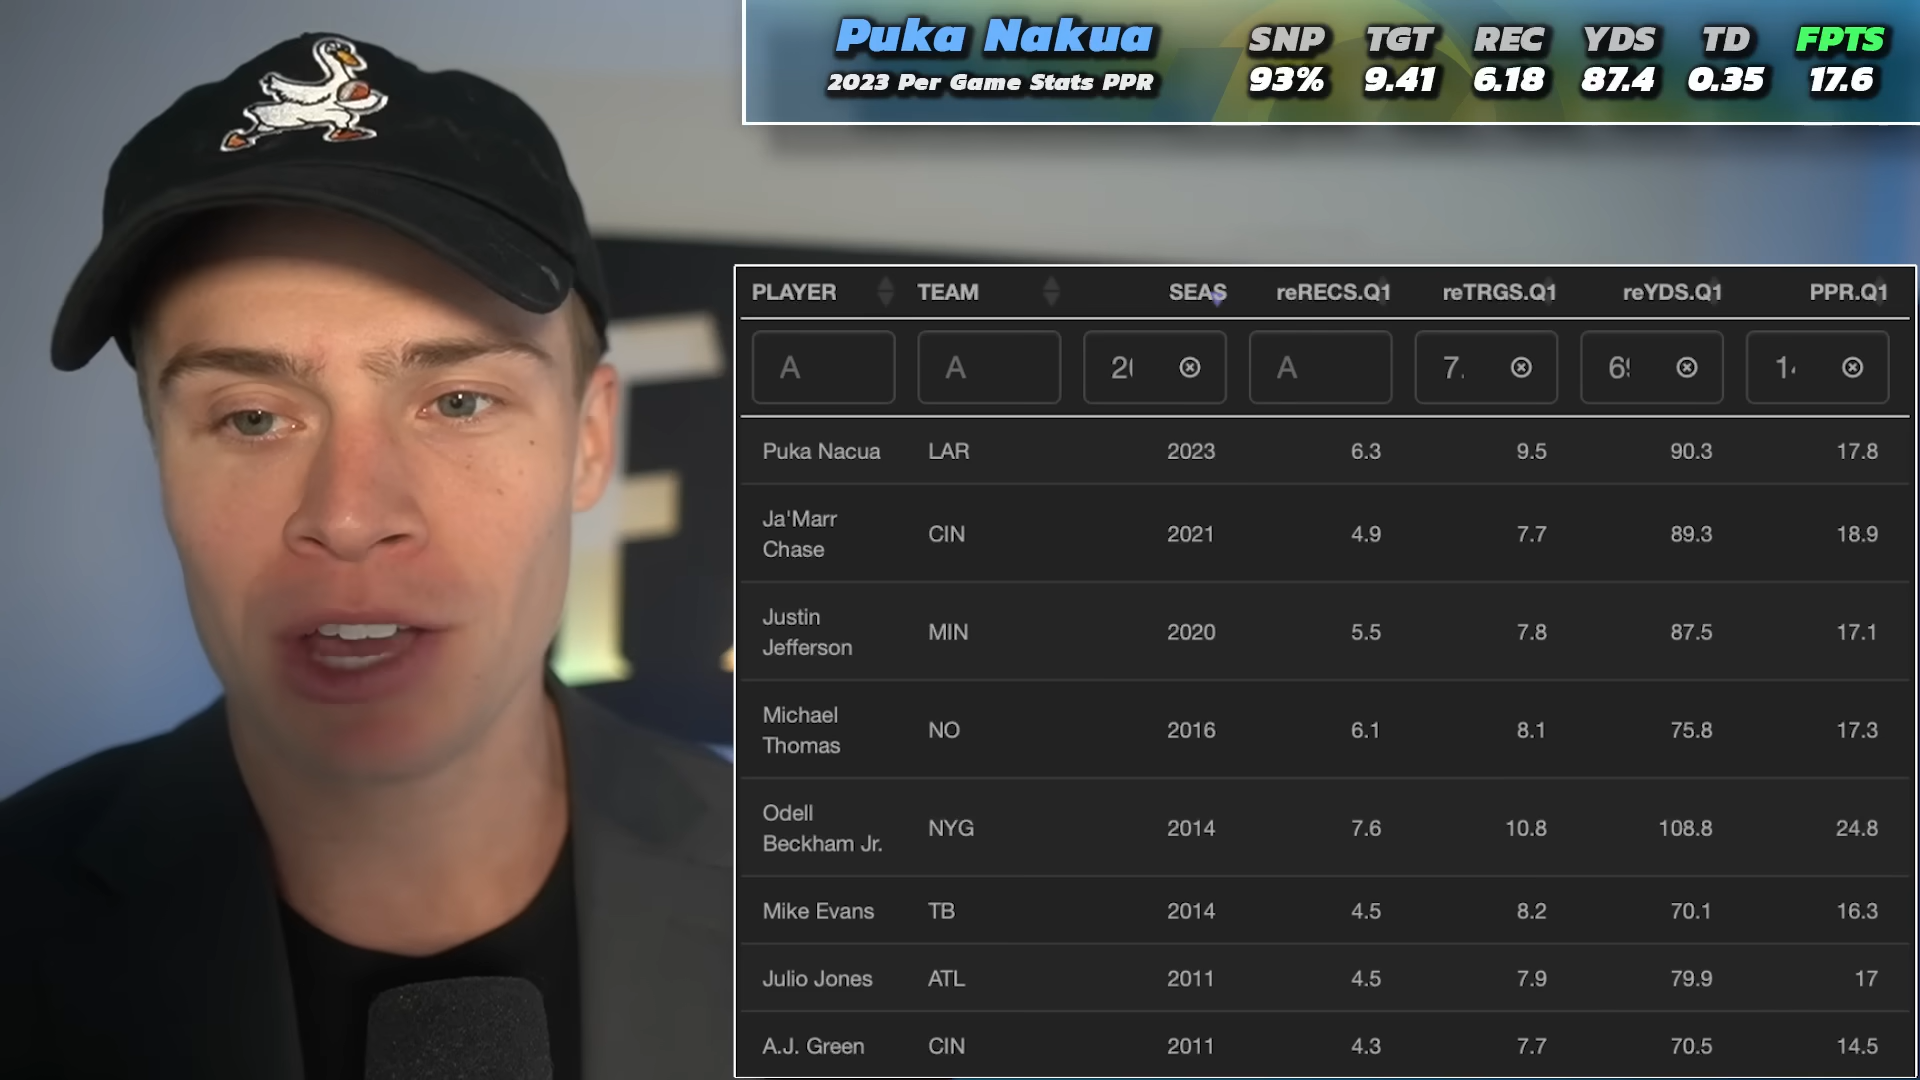 Puka Nakua
2023 Per Game Stats PPR
SNP TGT REC YDS TD FPTS
93% 9.41 6.18 87.4 0.35 17.6
PLAYER TEAM SEAS reRECS.Q1 reTRGS.Q1 reYDS.Q1 PPR.Q1
A A A 7.
Puka Nacua LAR 2023 6.3 9.5 90.3 17.8
Ja'Marr
Chase CIN 2021 4.9 7.7 89.3 18.9
Justin
Jefferson MIN 2020 5.5 7.8 87.5 17.1
Michael
Thomas NO 2016 6.1 8.1 75.8 17.3
Odell
Beckham Jr. NYG 2014 7.6 10.8 108.8 24.8
Mike Evans TB 2014 4.5 8.2 70.1 16.3
Julio Jones ATL 2011 4.5 7.9 79.9 17
A.J. Green CIN 2011 4.3 7.7 70.5 14.5